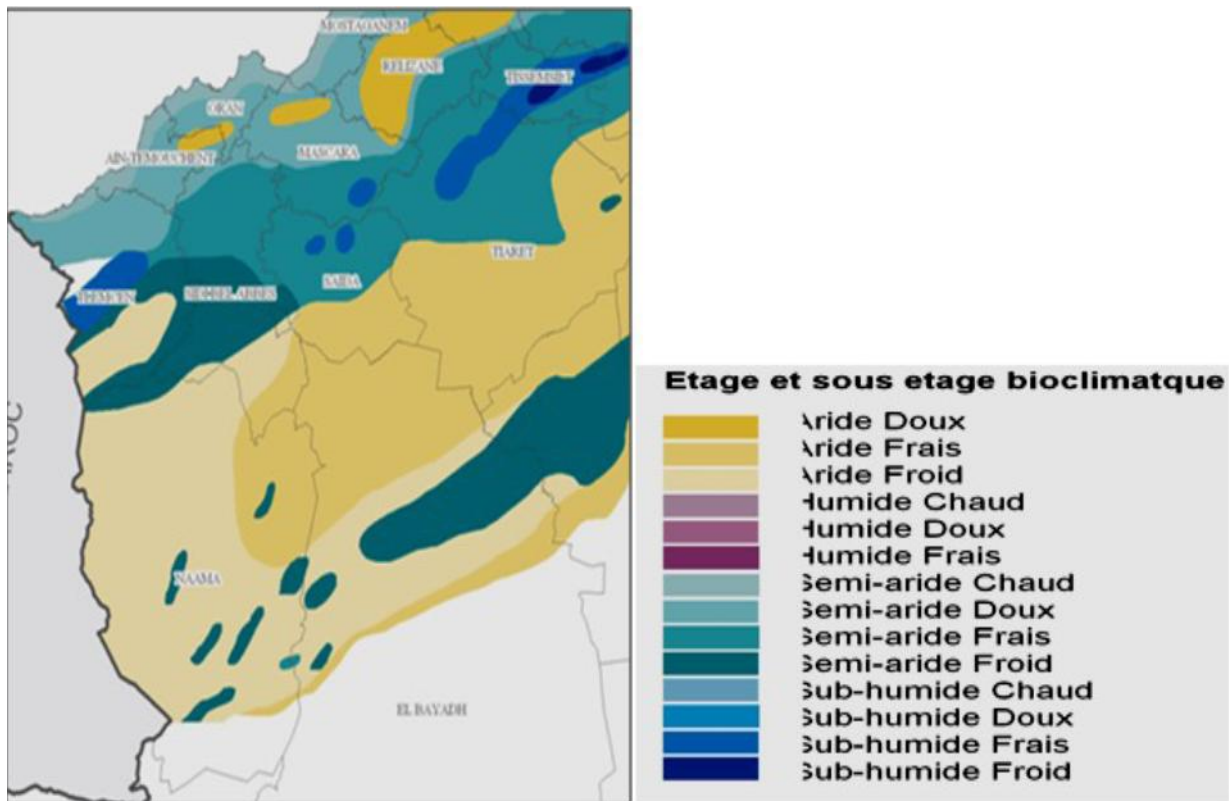 MOSTAGANEM
RELIZANE
TISSEMSILT
ORAN
MASCARA
AIN-TEMOUCHENT
TIARET
SAIDA
TLEMCEN
SIDI BEL ABBES
NAAMA
EL BAYADH
AROC
Etage et sous etage bioclimatque
Aride Doux
Aride Frais
Aride Froid
Humide Chaud
Humide Doux
Humide Frais
Semi-aride Chaud
Semi-aride Doux
Semi-aride Frais
Semi-aride Froid
Sub-humide Chaud
Sub-humide Doux
Sub-humide Frais
Sub-humide Froid